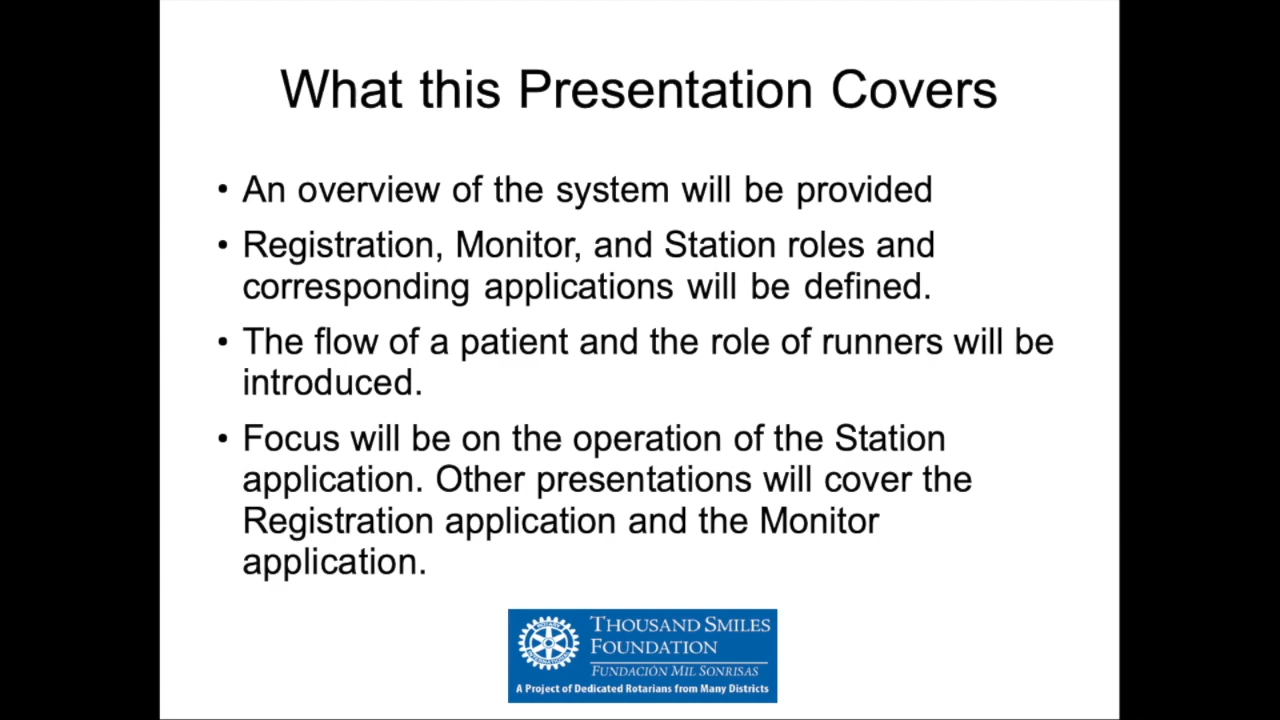 What this Presentation Covers
• An overview of the system will be provided
• Registration, Monitor, and Station roles and
corresponding applications will be defined.
• The flow of a patient and the role of runners will be
introduced.
• Focus will be on the operation of the Station
application. Other presentations will cover the
Registration application and the Monitor
application.
ROTARY
INTERNATIONAL
THOUSAND SMILES
FOUNDATION
FUNDACIÓN MIL SONRISAS
A Project of Dedicated Rotarians from Many Districts